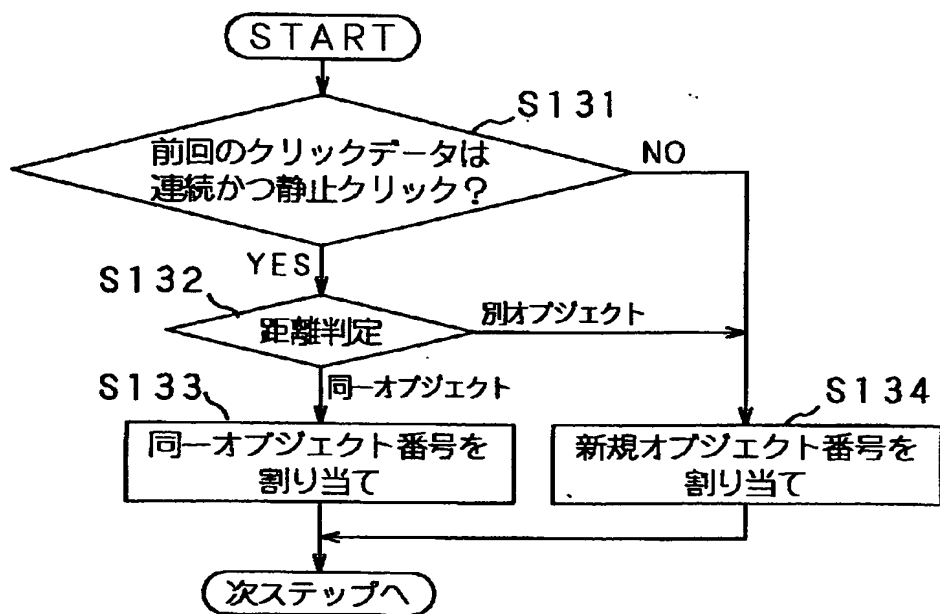 START
S131
前回のクリックデータは
連続かつ静止クリック?
NO
YES
S132
距離判定
別オブジェクト
同一オブジェクト
S133
同一オブジェクト番号を
割り当て
S134
新規オブジェクト番号を
割り当て
次ステップへ